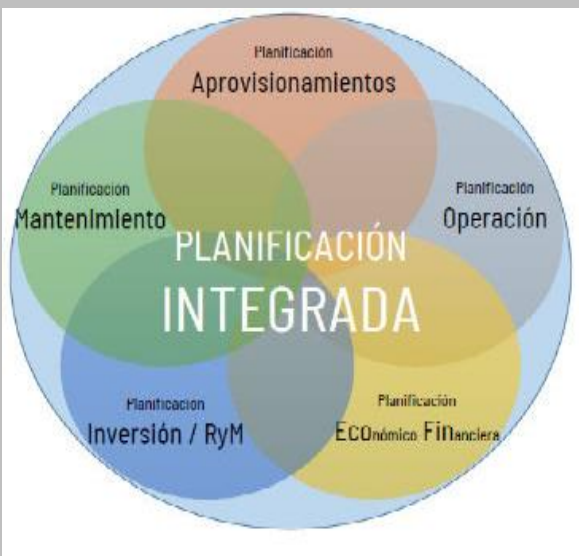 Planificación
Aprovisionamientos
Planificación
Mantenimiento
Planificación
Operación
PLANIFICACIÓN
INTEGRADA
Planificación
Inversión / RyM
Planificación
ECOnómico FINanciera